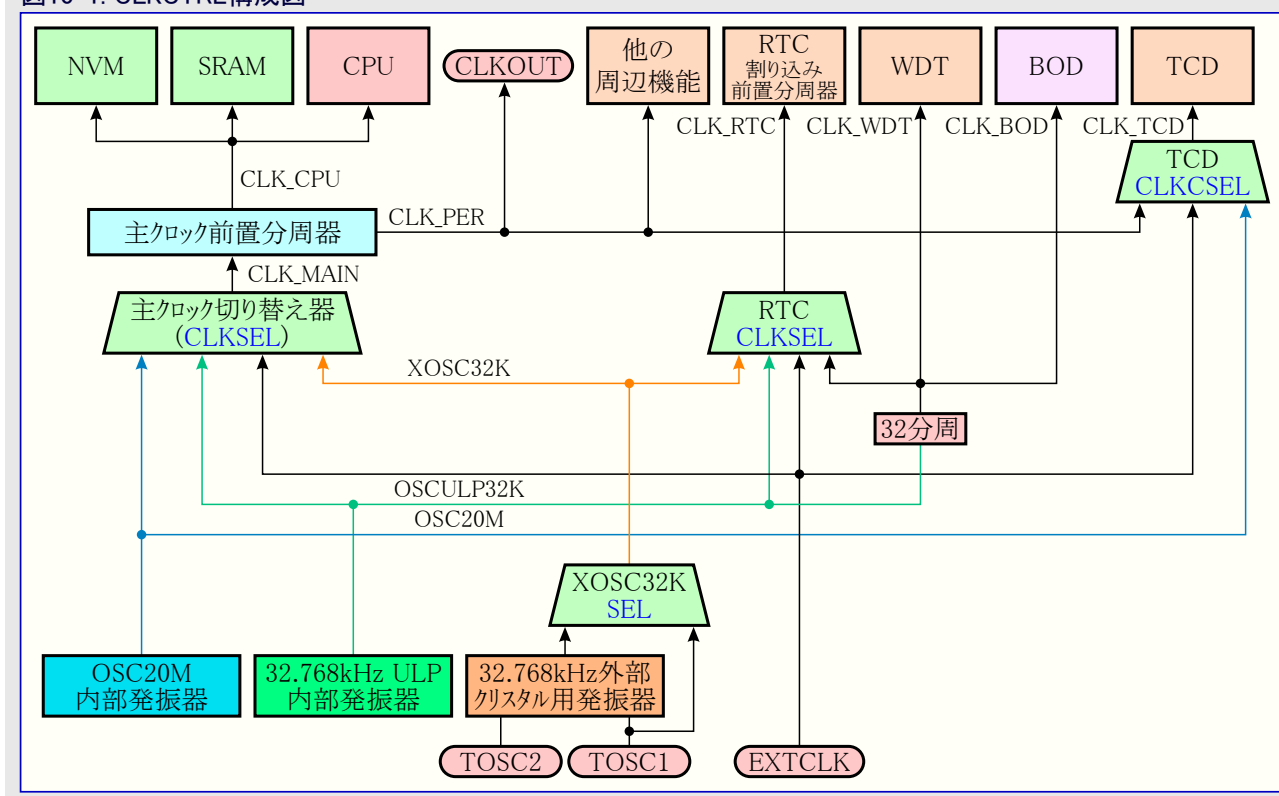 NVM
SRAM
CPU
CLKOUT
他の
周辺機能
RTC
割り込み
前置分周器
WDT
BOD
TCD
CLK_RTC
CLK_WDT
CLK_BOD
CLK_TCD
TCD
CLKCSEL
CLK_CPU
CLK_PER
主クロック前置分周器
CLK_MAIN
主クロック切り替え器
(CLKSEL)
RTC
CLKSEL
XOSC32K
32分周
OSCULP32K
OSC20M
XOSC32K
SEL
OSC20M
内部発振器
32.768kHz ULP
内部発振器
32.768kHz外部
クリスタル用発振器
TOSC2
TOSC1
EXTCLK